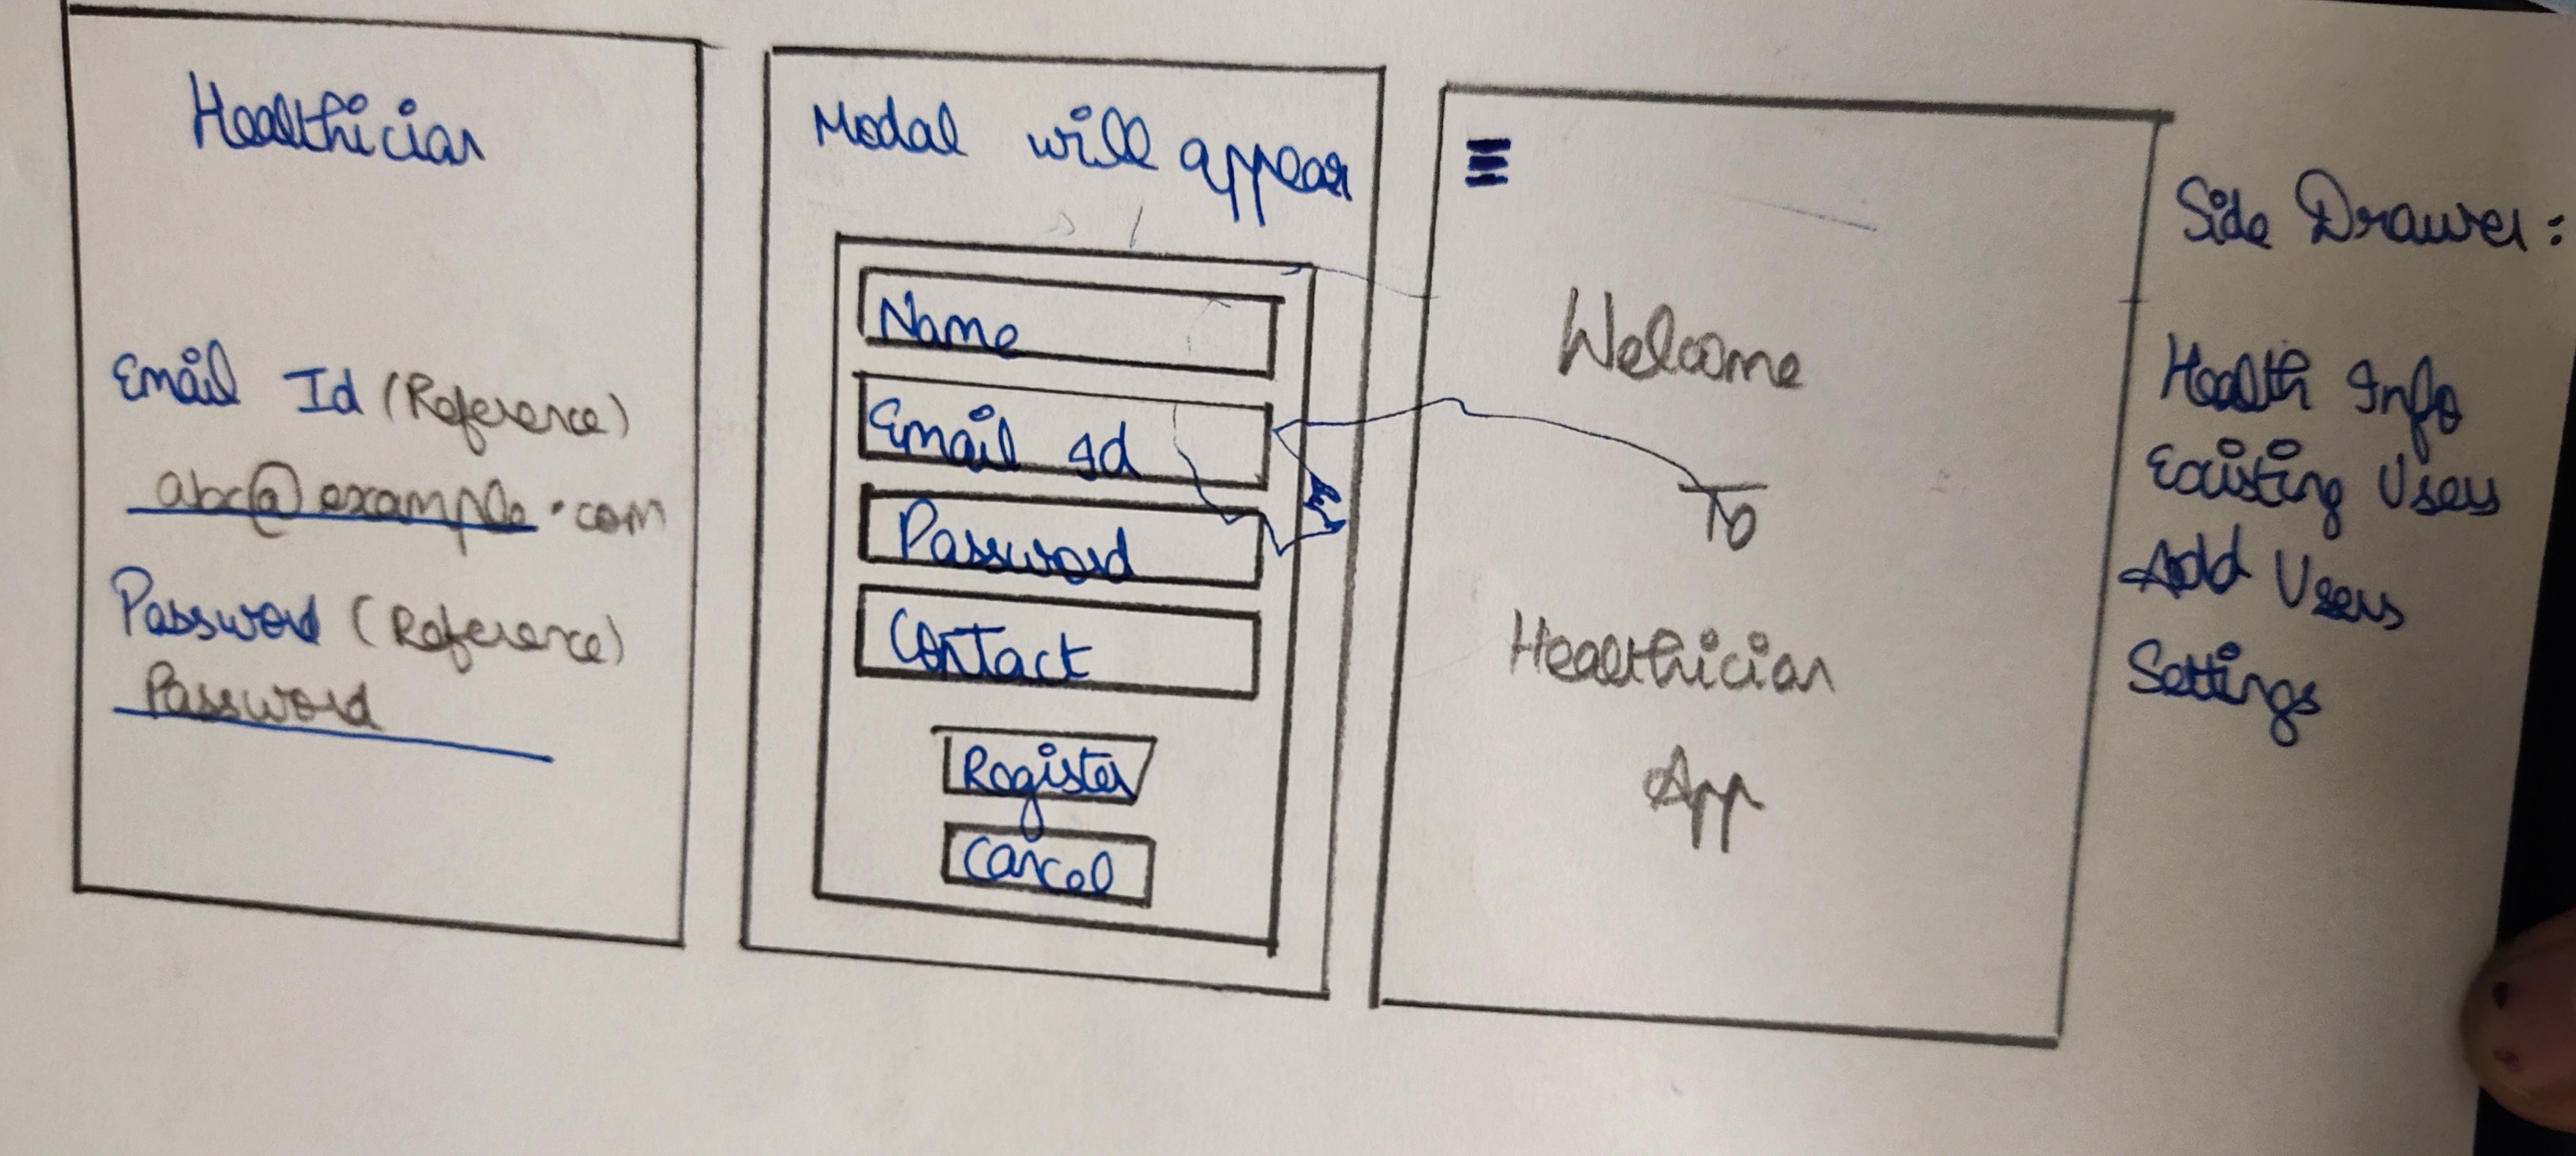 Healthician
Email Id (Reference)
abc@example.com
Password (Reference)
Password
Modal will appear
Name
Email Id
Password
Contact
Register
Cancel
Welcome
To
Healthician
App
Side Drawer:
Health Info
Existing Users
Add Users
Settings